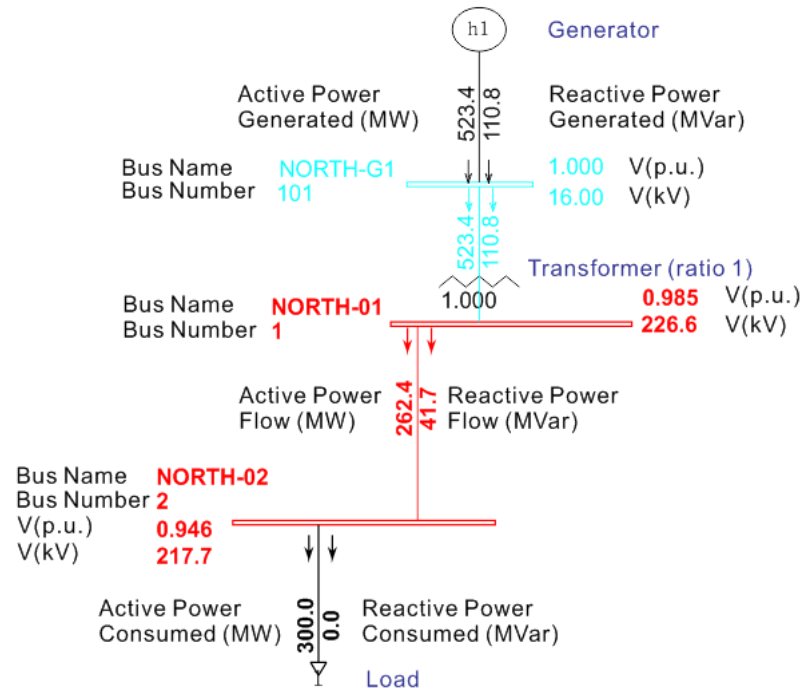 h1 Generator
Active Power
Generated (MW)
523.4
110.8
Reactive Power
Generated (MVar)
Bus Name NORTH-G1
Bus Number 101
1.000 V(p.u.)
16.00 V(kV)
523.4
110.8
Transformer (ratio 1)
1.000
Bus Name NORTH-01
Bus Number 1
0.985 V(p.u.)
226.6 V(kV)
Active Power
Flow (MW)
262.4
41.7
Reactive Power
Flow (MVar)
Bus Name NORTH-02
Bus Number 2
V(p.u.) 0.946
V(kV) 217.7
Active Power
Consumed (MW)
300.0
0.0
Reactive Power
Consumed (MVar)
Load